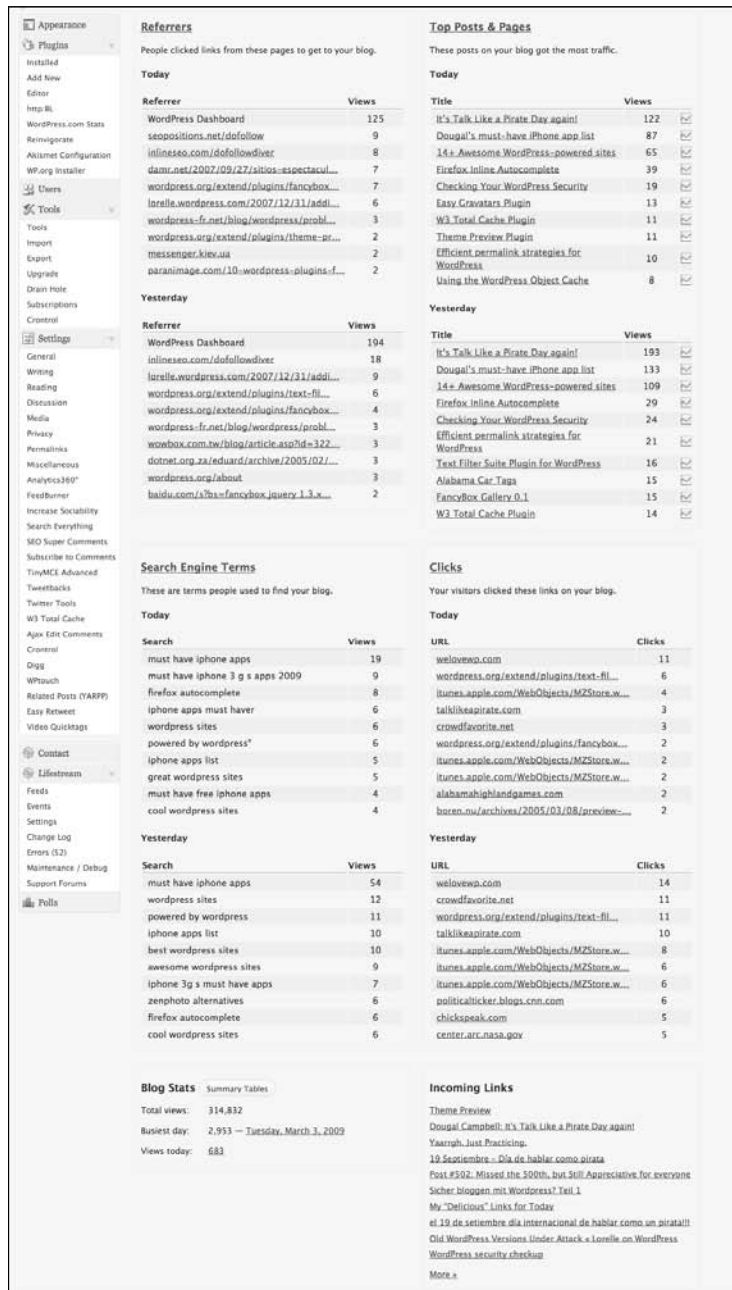 Appearance
Plugins
Installed
Add New
Editor
http:BL
WordPress.com Stats
Reinvigorate
Akismet Configuration
WP.org Installer
Users
Tools
Tools
Import
Export
Upgrade
Drain Hole
Subscriptions
Crontrol
Settings
General
Writing
Reading
Discussion
Media
Privacy
Permalinks
Miscellaneous
Analytics360°
FeedBurner
Increase Sociability
Search Everything
SEO Super Comments
Subscribe to Comments
TinyMCE Advanced
Tweetbacks
Twitter Tools
W3 Total Cache
Ajax Edit Comments
Crontrol
Digg
WPtouch
Related Posts (YARPP)
Easy Retweet
Video Quicktags
Contact
Lifestream
Feeds
Events
Settings
Change Log
Errors (52)
Maintenance / Debug
Support Forums
Polls
Referrers
People clicked links from these pages to get to your blog.
Today
Referrer Views
WordPress Dashboard 125
seopositions.net/dofollow 9
inlineseo.com/dofollowdiver 8
damr.net/2007/09/27/sitios-espectacul... 7
wordpress.org/extend/plugins/fancybox... 7
lorelle.wordpress.com/2007/12/31/addi... 6
wordpress-fr.net/blog/wordpress/probl... 3
wordpress.org/extend/plugins/theme-pr... 2
messenger.kiev.ua 2
paranimage.com/10-wordpress-plugins-f... 2
Yesterday
Referrer Views
WordPress Dashboard 194
inlineseo.com/dofollowdiver 18
lorelle.wordpress.com/2007/12/31/addi... 9
wordpress.org/extend/plugins/text-fil... 6
wordpress.org/extend/plugins/fancybox... 4
wordpress-fr.net/blog/wordpress/probl... 3
wowbox.com.tw/blog/article.asp?id=322... 3
dotnet.org.za/eduard/archive/2005/02/... 3
wordpress.org/about 3
baidu.com/s?bs=fancybox jquery 1.3.x... 2
Top Posts & Pages
These posts on your blog got the most traffic.
Today
Title Views
It's Talk Like a Pirate Day again! 122
Dougal's must-have iPhone app list 87
14+ Awesome WordPress-powered sites 65
Firefox Inline Autocomplete 39
Checking Your WordPress Security 19
Easy Gravatars Plugin 13
W3 Total Cache Plugin 11
Theme Preview Plugin 11
Efficient permalink strategies for
WordPress 10
Using the WordPress Object Cache 8
Yesterday
Title Views
It's Talk Like a Pirate Day again! 193
Dougal's must-have iPhone app list 133
14+ Awesome WordPress-powered sites 109
Firefox Inline Autocomplete 29
Checking Your WordPress Security 24
Efficient permalink strategies for
WordPress 21
Text Filter Suite Plugin for WordPress 16
Alabama Car Tags 15
FancyBox Gallery 0.1 15
W3 Total Cache Plugin 14
Search Engine Terms
These are terms people used to find your blog.
Today
Search Views
must have iphone apps 19
must have iphone 3 g s apps 2009 9
firefox autocomplete 8
iphone apps must haver 6
wordpress sites 6
powered by wordpress" 6
iphone apps list 5
great wordpress sites 5
must have free iphone apps 4
cool wordpress sites 4
Yesterday
Search Views
must have iphone apps 54
wordpress sites 12
powered by wordpress 11
iphone apps list 10
best wordpress sites 10
awesome wordpress sites 9
iphone 3g s must have apps 7
zenphoto alternatives 6
firefox autocomplete 6
cool wordpress sites 6
Clicks
Your visitors clicked these links on your blog.
Today
URL Clicks
welovewp.com 11
wordpress.org/extend/plugins/text-fil... 6
itunes.apple.com/WebObjects/MZStore.w... 4
talklikeapirate.com 3
crowdfavorite.net 3
wordpress.org/extend/plugins/fancybox... 2
itunes.apple.com/WebObjects/MZStore.w... 2
itunes.apple.com/WebObjects/MZStore.w... 2
alabamahighlandgames.com 2
boren.nu/archives/2005/03/08/preview-... 2
Yesterday
URL Clicks
welovewp.com 14
crowdfavorite.net 11
wordpress.org/extend/plugins/text-fil... 11
talklikeapirate.com 10
itunes.apple.com/WebObjects/MZStore.w... 8
itunes.apple.com/WebObjects/MZStore.w... 6
itunes.apple.com/WebObjects/MZStore.w... 6
politicalticker.blogs.cnn.com 6
chickspeak.com 5
center.arc.nasa.gov 5
Blog Stats Summary Tables
Total views: 314,832
Busiest day: 2,953 — Tuesday, March 3, 2009
Views today: 683
Incoming Links
Theme Preview
Dougal Campbell: It's Talk Like a Pirate Day again!
Yaarrgh, Just Practicing.
19 Septiembre – Día de hablar como pirata
Post #502: Missed the 500th, but Still Appreciative for everyone
Sicher bloggen mit Wordpress? Teil 1
My "Delicious" Links for Today
el 19 de setiembre día internacional de hablar como un pirata!!!
Old WordPress Versions Under Attack « Lorelle on WordPress
WordPress security checkup
More »